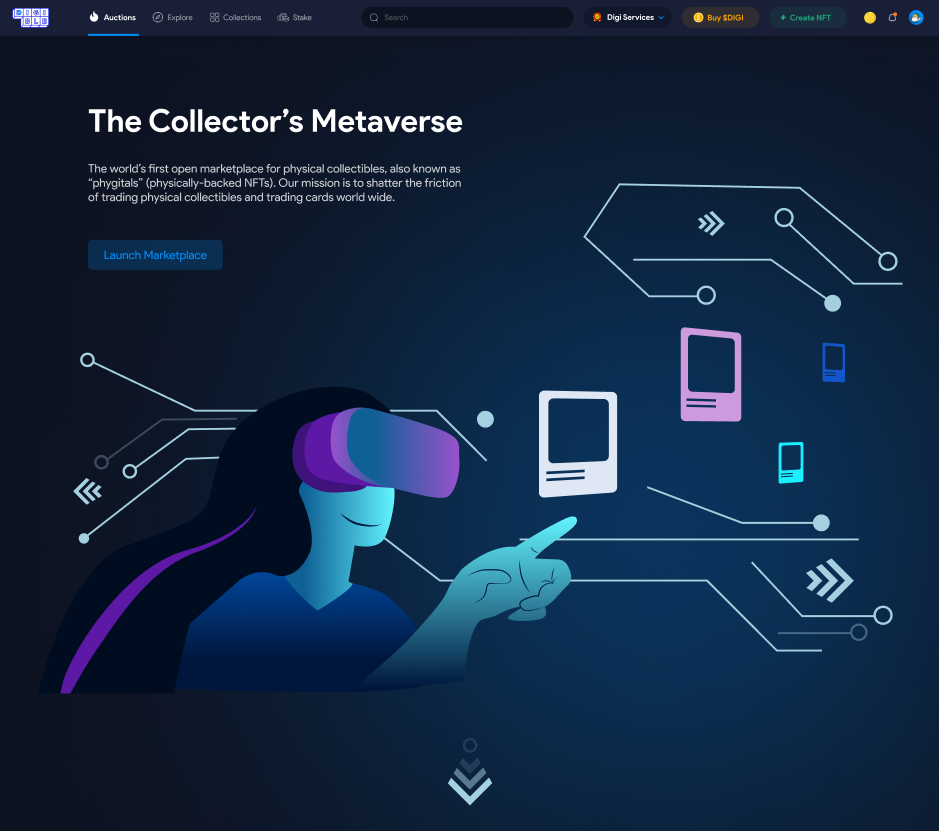 DIGI
BLE
Auctions
Explore
Collections
Stake
Search
Digi Services
Buy $DIGI
Create NFT
The Collector’s Metaverse
The world’s first open marketplace for physical collectibles, also known as
“phygitals” (physically-backed NFTs). Our mission is to shatter the friction
of trading physical collectibles and trading cards world wide.
Launch Marketplace